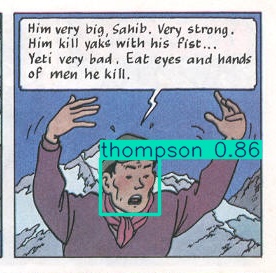 Him very big, Sahib. Very strong.
Him kill yaks with his fist...
Yeti very bad. Eat eyes and hands
of men he kill.
thompson 0.86